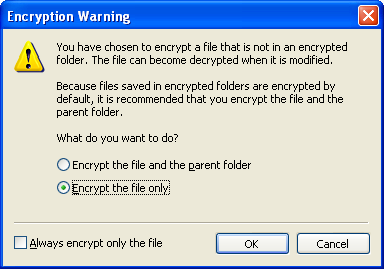 Encryption Warning
You have chosen to encrypt a file that is not in an encrypted
folder. The file can become decrypted when it is modified.
Because files saved in encrypted folders are encrypted by
default, it is recommended that you encrypt the file and the
parent folder.
What do you want to do?
Encrypt the file and the parent folder
Encrypt the file only
Always encrypt only the file
OK
Cancel